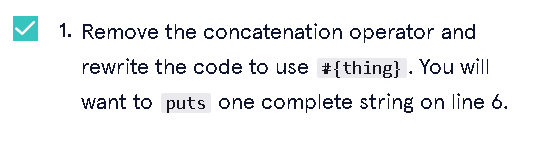 1. Remove the concatenation operator and
rewrite the code to use #{thing}. You will
want to puts one complete string on line 6.